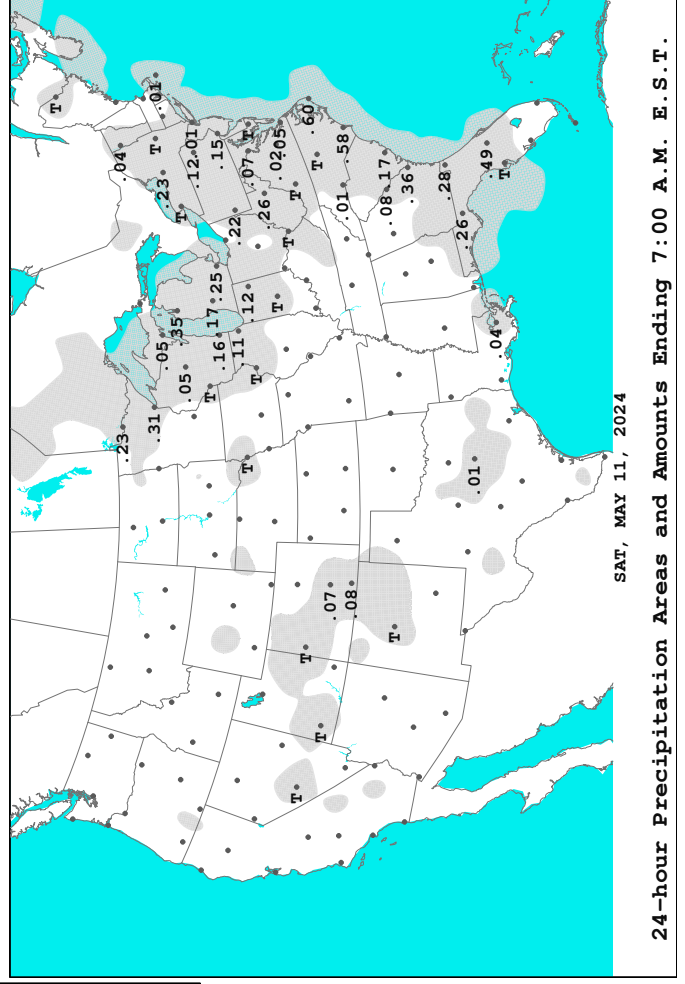 T
.04
.23
.31
T
.01
.05
.23
.35
T
.05
.12
.01
T
.17
.25
.15
.16
.22
.11
T
.12
.07
T
T
.26
T
.02
.05
T
T
T
T
.60
T
T
.07
.01
.58
.08
.17
.08
T
.36
.28
.26
.01
.49
.04
T
SAT, MAY 11, 2024
24-hour Precipitation Areas and Amounts Ending 7:00 A.M. E.S.T.